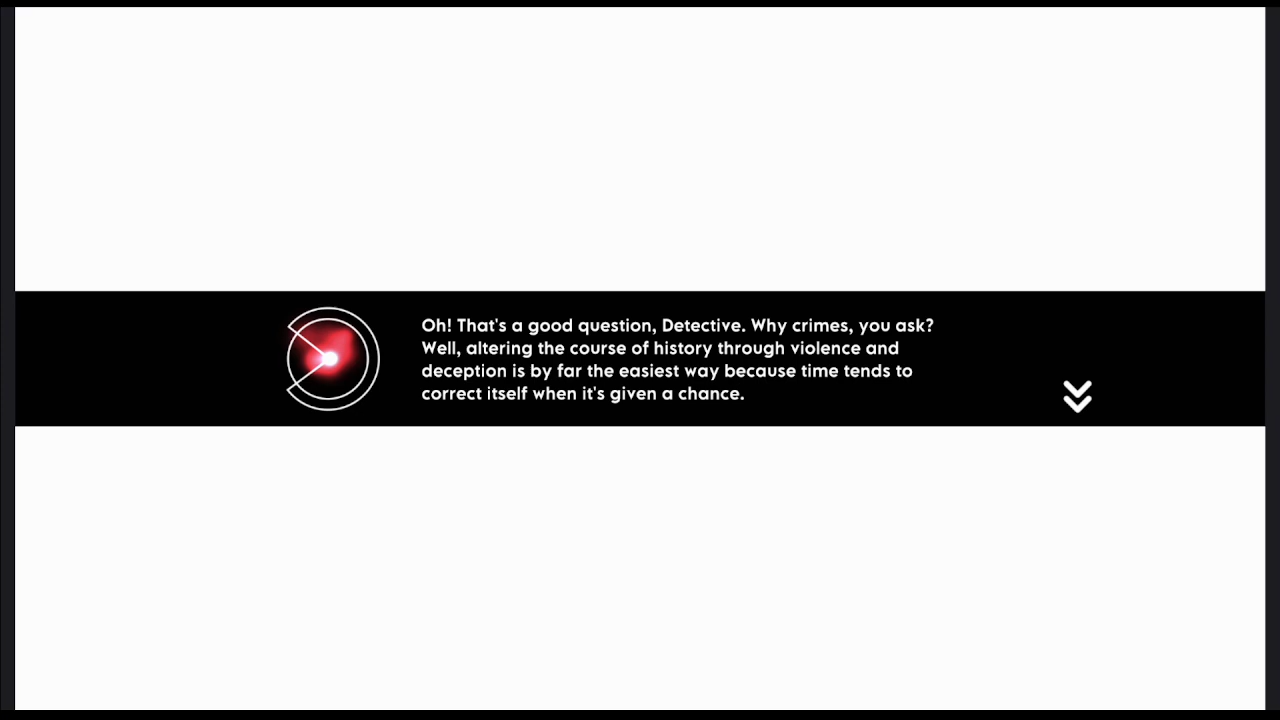 Oh! That's a good question, Detective. Why crimes, you ask?
Well, altering the course of history through violence and
deception is by far the easiest way because time tends to
correct itself when it's given a chance.